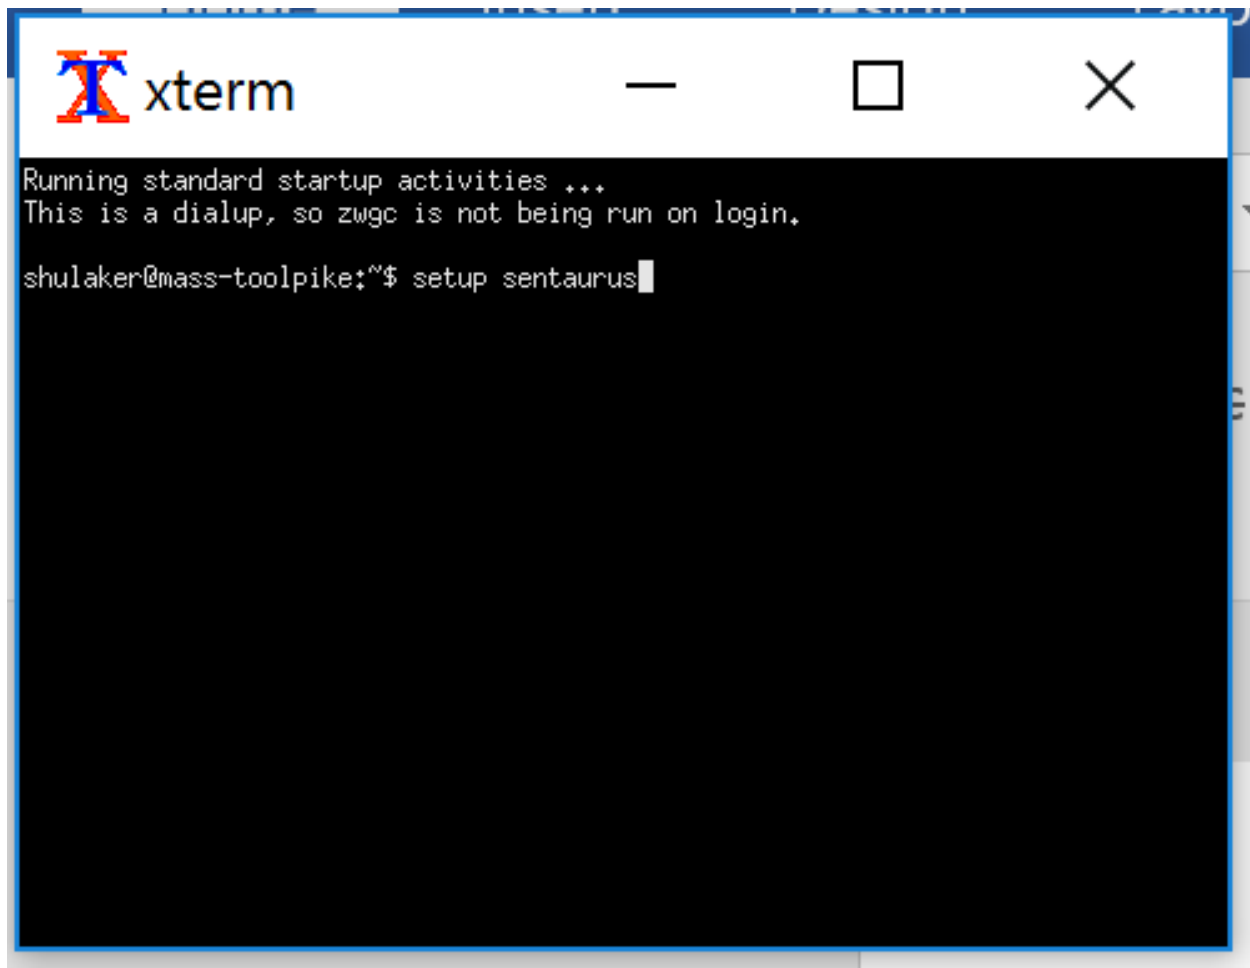 xterm
Running standard startup activities ...
This is a dialup, so zwgc is not being run on login.
shulaker@mass-toolpike:~$ setup sentaurus